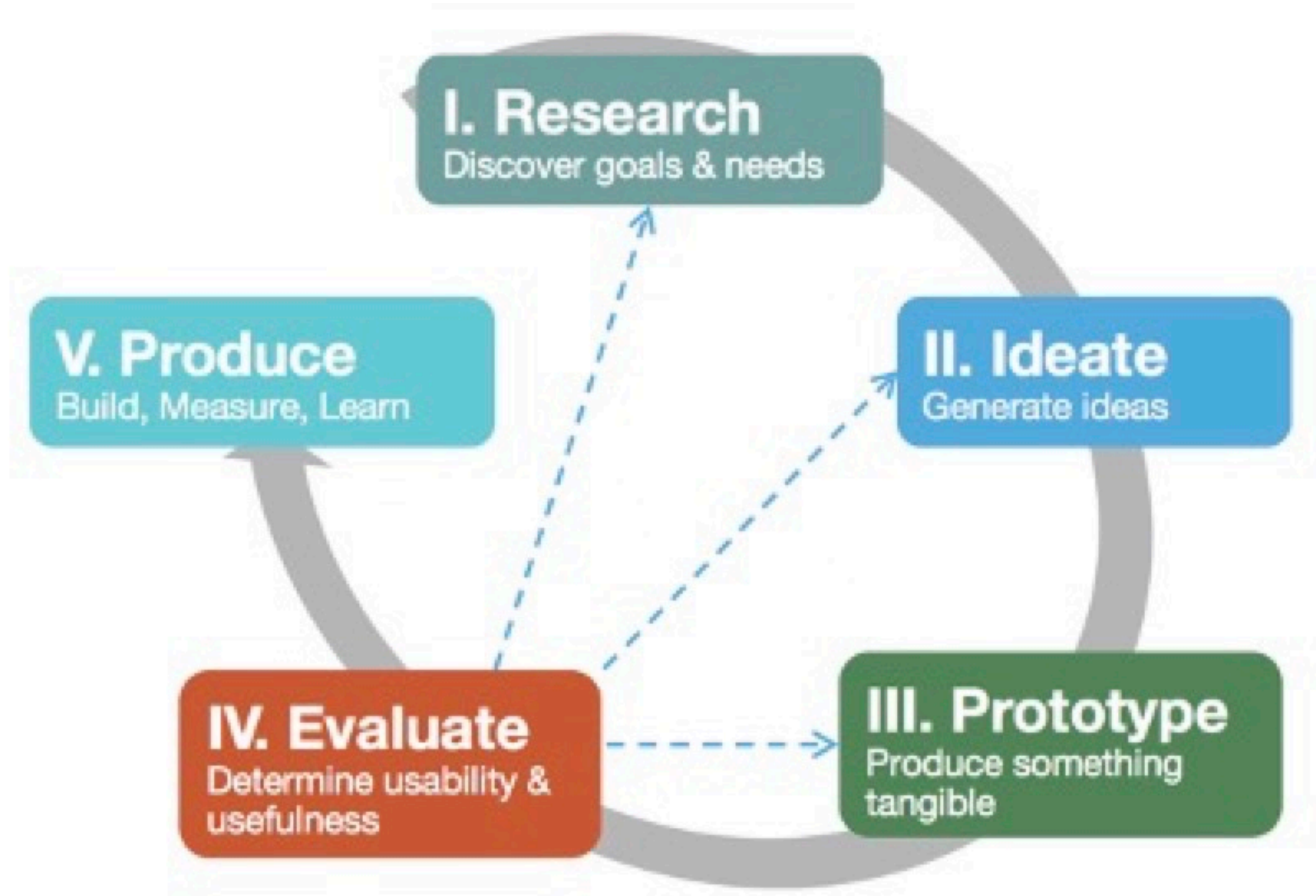 I. Research
Discover goals & needs
II. Ideate
Generate ideas
III. Prototype
Produce something
tangible
IV. Evaluate
Determine usability &
usefulness
V. Produce
Build, Measure, Learn